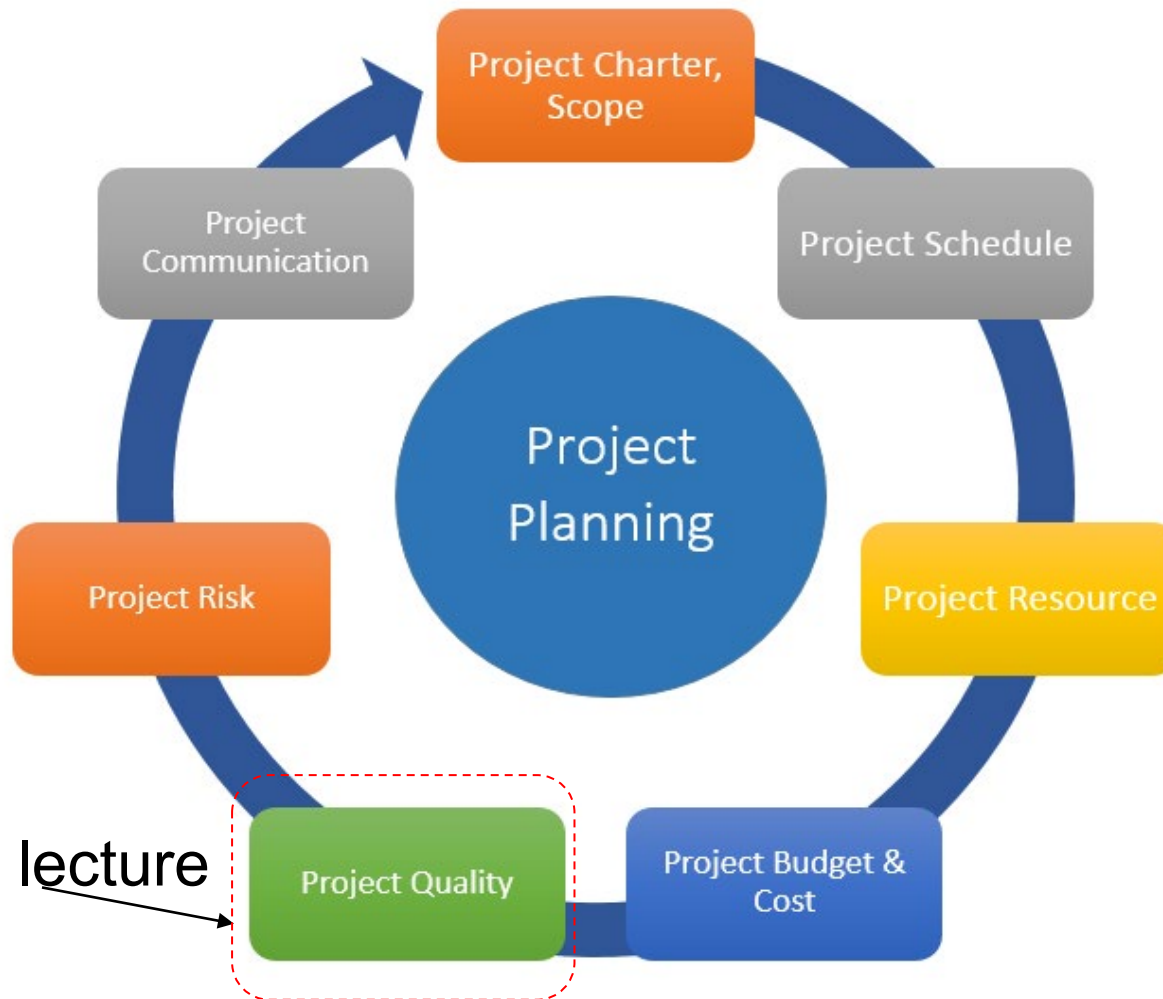 Project Charter,
Scope
Project Schedule
Project Resource
Project Budget &
Cost
Project Quality
lecture
Project Risk
Project
Communication
Project
Planning